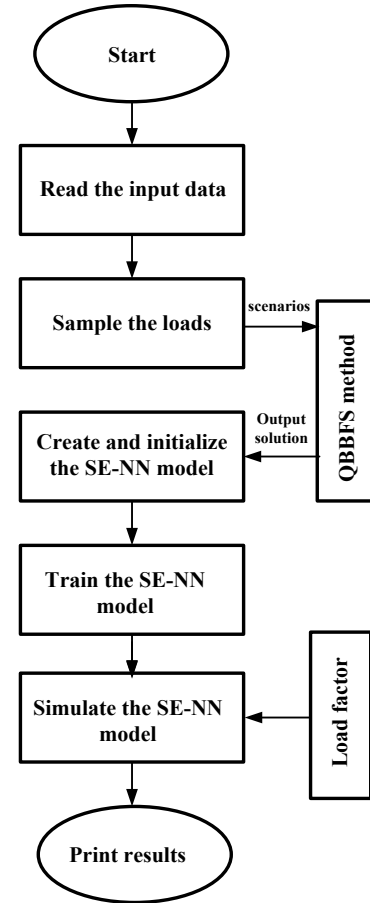 Start
Read the input data
Sample the loads
scenarios
QBBFS method
Output
solution
Create and initialize
the SE-NN model
Train the SE-NN
model
Simulate the SE-NN
model
Load factor
Print results